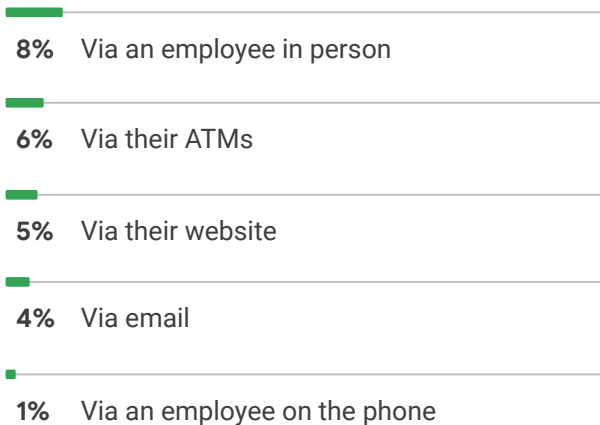 8% Via an employee in person
6% Via their ATMs
5% Via their website
4% Via email
1% Via an employee on the phone